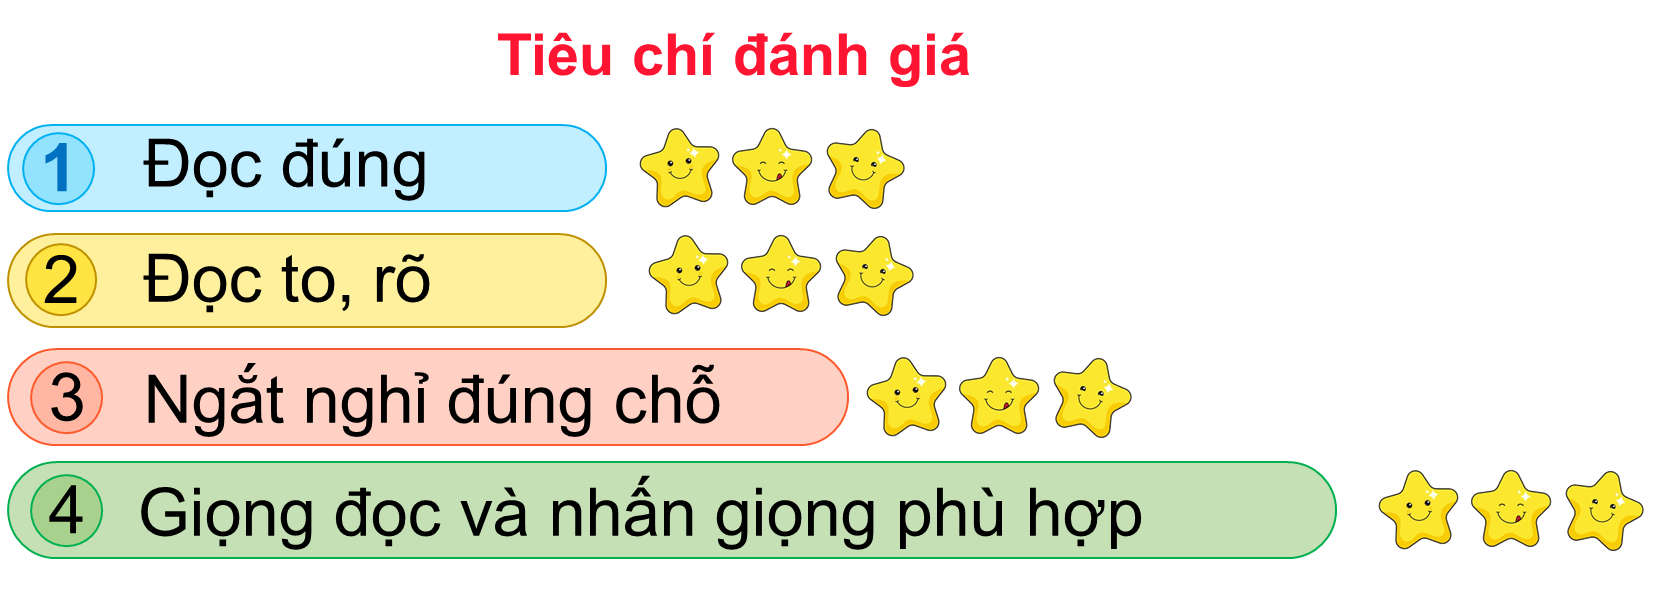 Tiêu chí đánh giá
1 Đọc đúng
2 Đọc to, rõ
3 Ngắt nghỉ đúng chỗ
4 Giọng đọc và nhấn giọng phù hợp